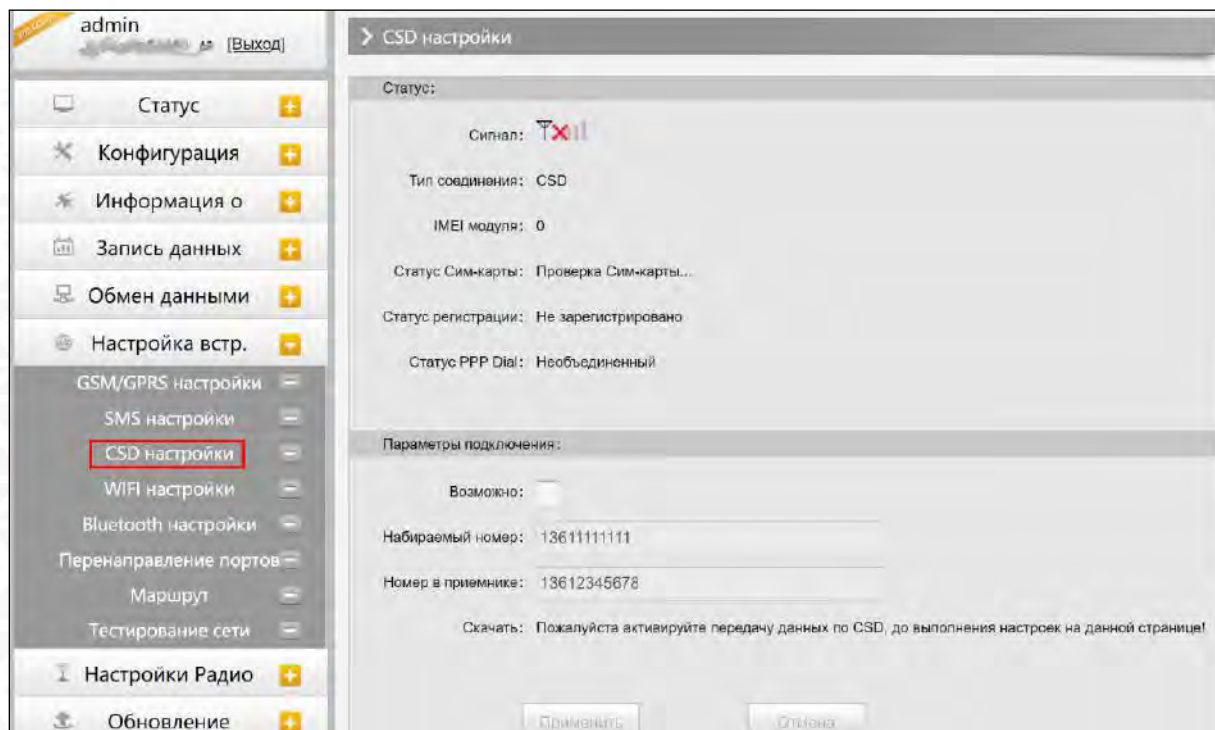 admin
[Выход]
Статус
Конфигурация
Информация о
Запись данных
Обмен данными
Настройка встр.
GSM/GPRS настройки
SMS настройки
CSD настройки
WIFI настройки
Bluetooth настройки
Перенаправление портов
Маршрут
Тестирование сети
Настройки Радио
Обновление
CSD настройки
Статус:
Сигнал:
Тип соединения: CSD
IMEI модуля: 0
Статус Сим-карты: Проверка Сим-карты...
Статус регистрации: Не зарегистрировано
Статус PPP Dial: Необъединенный
Параметры подключения:
Возможно:
Набираемый номер: 13611111111
Номер в приемнике: 13612345678
Скачать: Пожалуйста активируйте передачу данных по CSD, до выполнения настроек на данной странице!
Применить Отмена